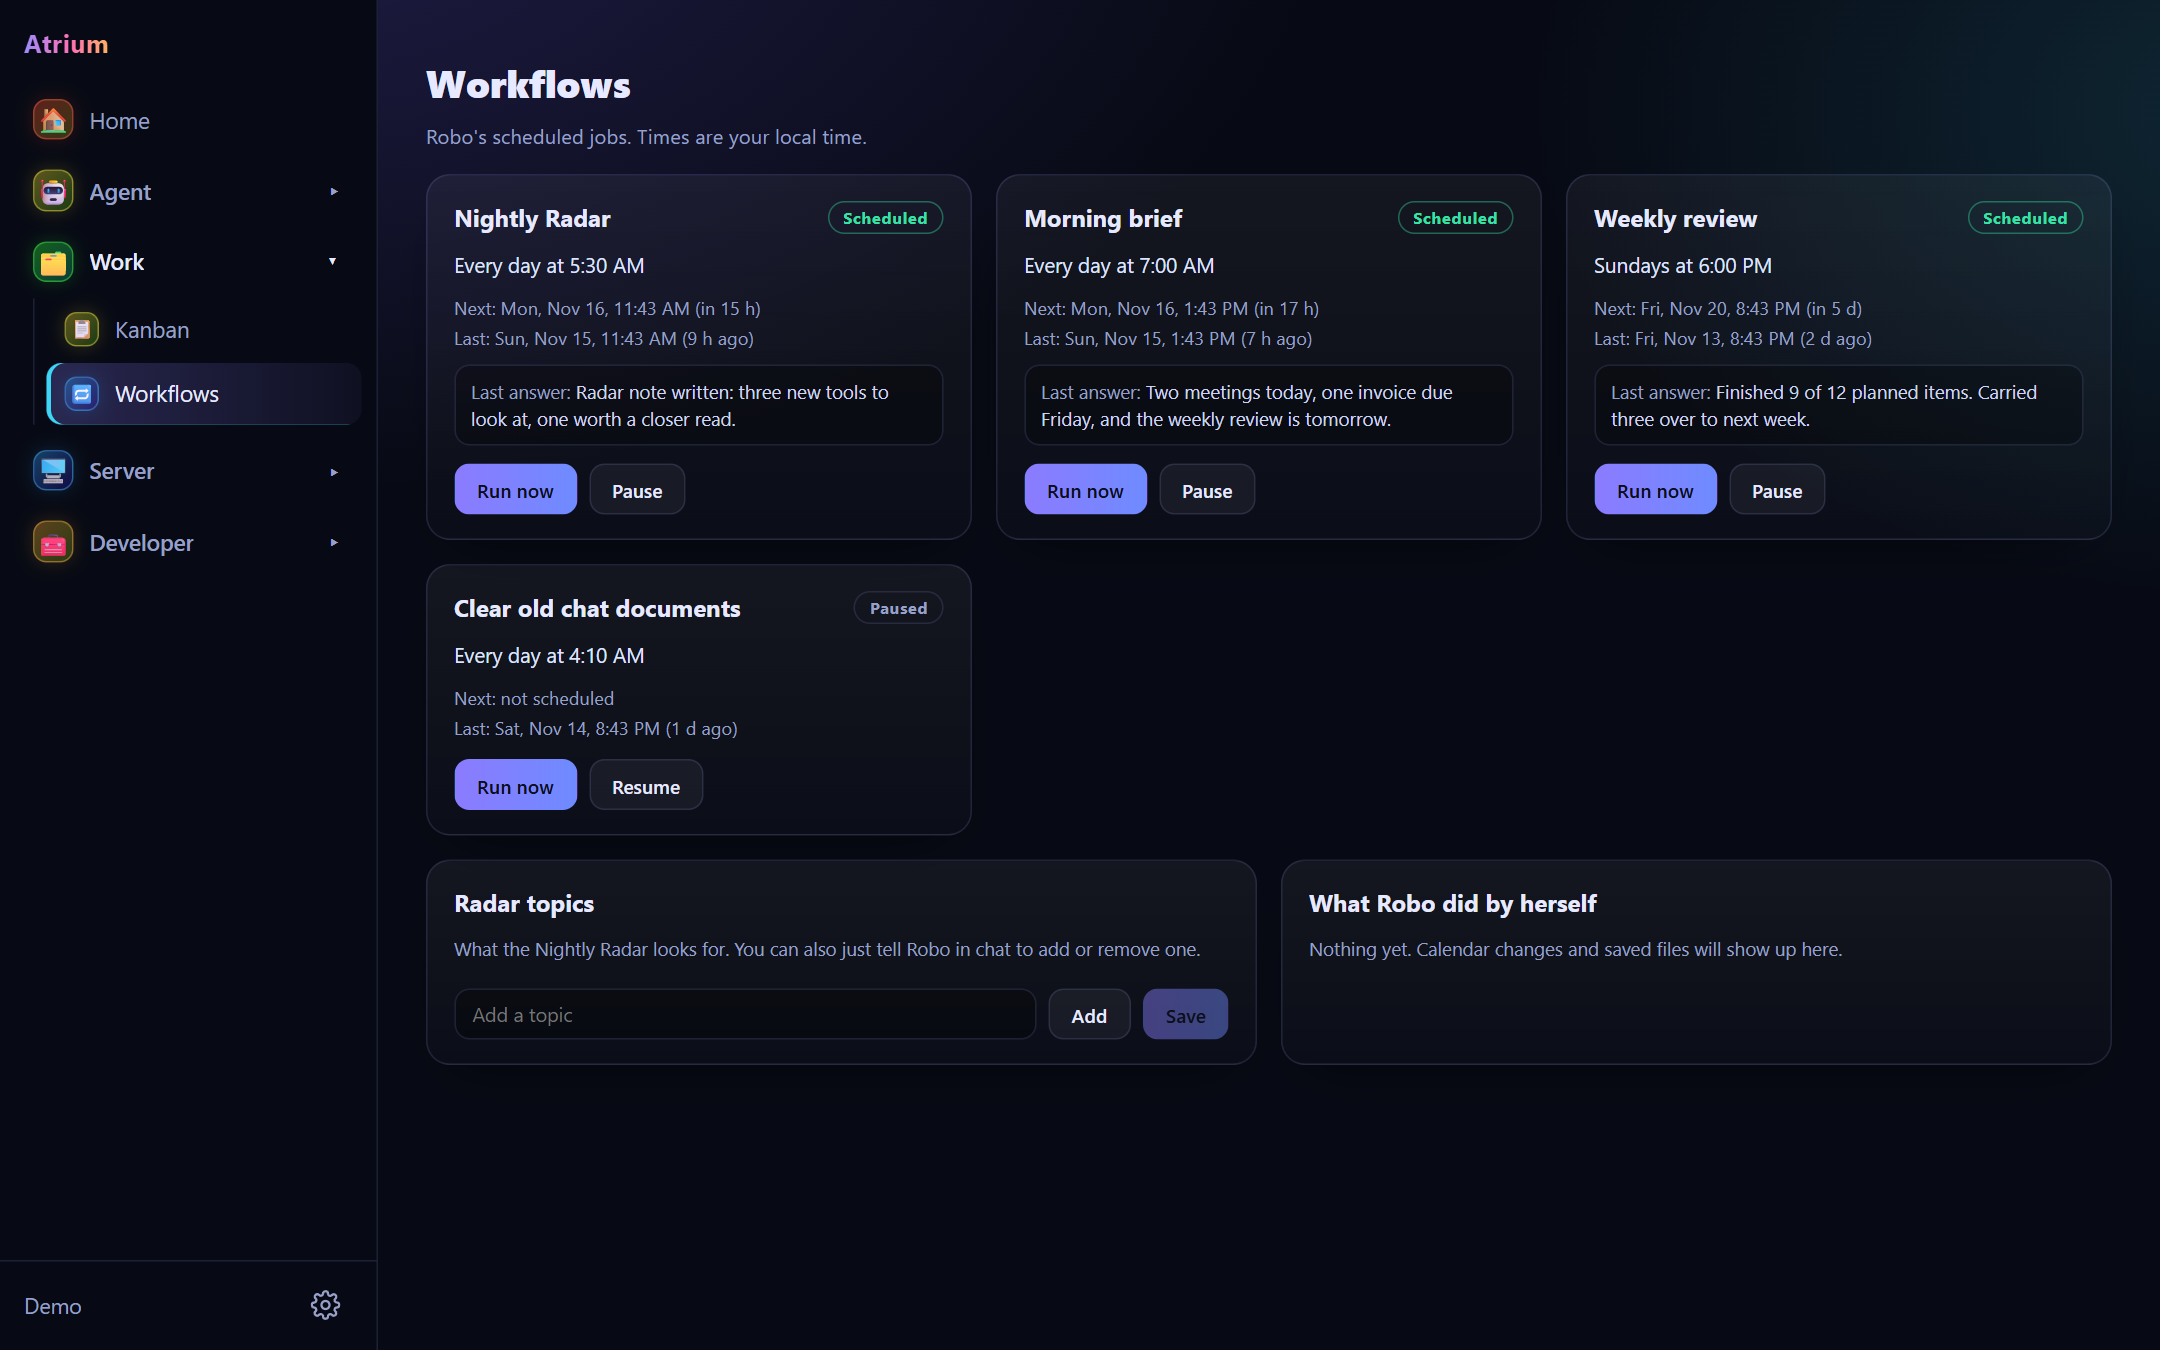 Atrium
Home
Agent
Work
Kanban
Workflows
Server
Developer
Demo
Workflows
Robo's scheduled jobs. Times are your local time.
Nightly Radar
Scheduled
Every day at 5:30 AM
Next: Mon, Nov 16, 11:43 AM (in 15 h)
Last: Sun, Nov 15, 11:43 AM (9 h ago)
Last answer: Radar note written: three new tools to
look at, one worth a closer read.
Run now
Pause
Morning brief
Scheduled
Every day at 7:00 AM
Next: Mon, Nov 16, 1:43 PM (in 17 h)
Last: Sun, Nov 15, 1:43 PM (7 h ago)
Last answer: Two meetings today, one invoice due
Friday, and the weekly review is tomorrow.
Run now
Pause
Weekly review
Scheduled
Sundays at 6:00 PM
Next: Fri, Nov 20, 8:43 PM (in 5 d)
Last: Fri, Nov 13, 8:43 PM (2 d ago)
Last answer: Finished 9 of 12 planned items. Carried
three over to next week.
Run now
Pause
Clear old chat documents
Paused
Every day at 4:10 AM
Next: not scheduled
Last: Sat, Nov 14, 8:43 PM (1 d ago)
Run now
Resume
Radar topics
What the Nightly Radar looks for. You can also just tell Robo in chat to add or remove one.
Add a topic
Add
Save
What Robo did by herself
Nothing yet. Calendar changes and saved files will show up here.